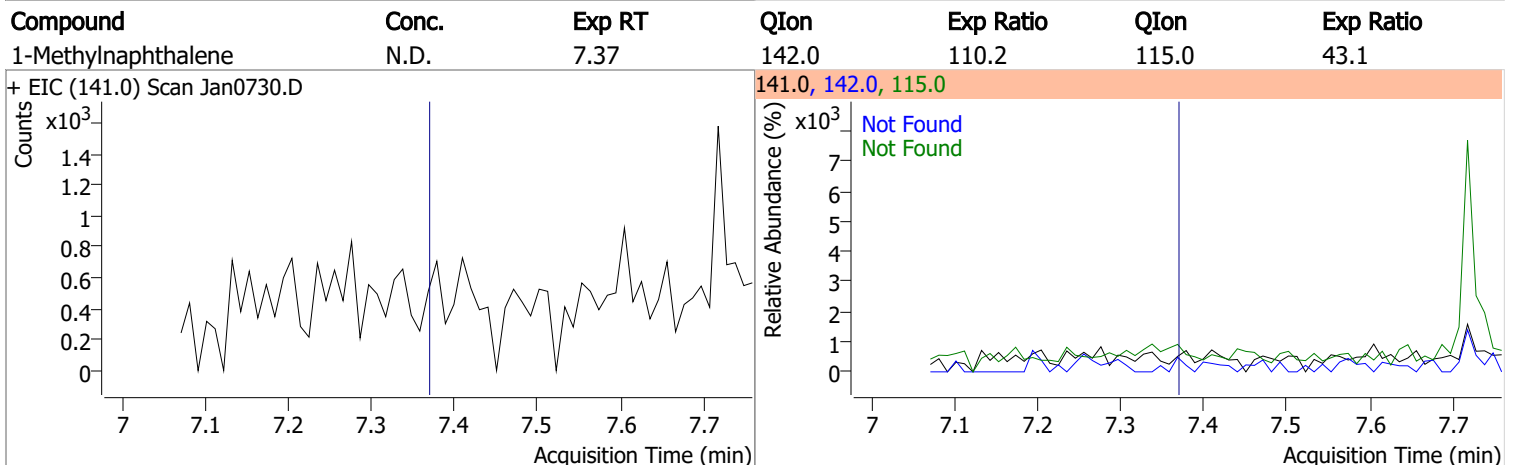 Compound Conc. Exp RT QIon Exp Ratio QIon Exp Ratio
1-Methylnaphthalene N.D. 7.37 142.0 110.2 115.0 43.1
+ EIC (141.0) Scan Jan0730.D
Counts
x10³
1.4
1.2
1
0.8
0.6
0.4
0.2
0
7 7.1 7.2 7.3 7.4 7.5 7.6 7.7
Acquisition Time (min)
141.0, 142.0, 115.0
Relative Abundance (%)
x10³
Not Found
Not Found
7
6
5
4
3
2
1
0
7 7.1 7.2 7.3 7.4 7.5 7.6 7.7
Acquisition Time (min)